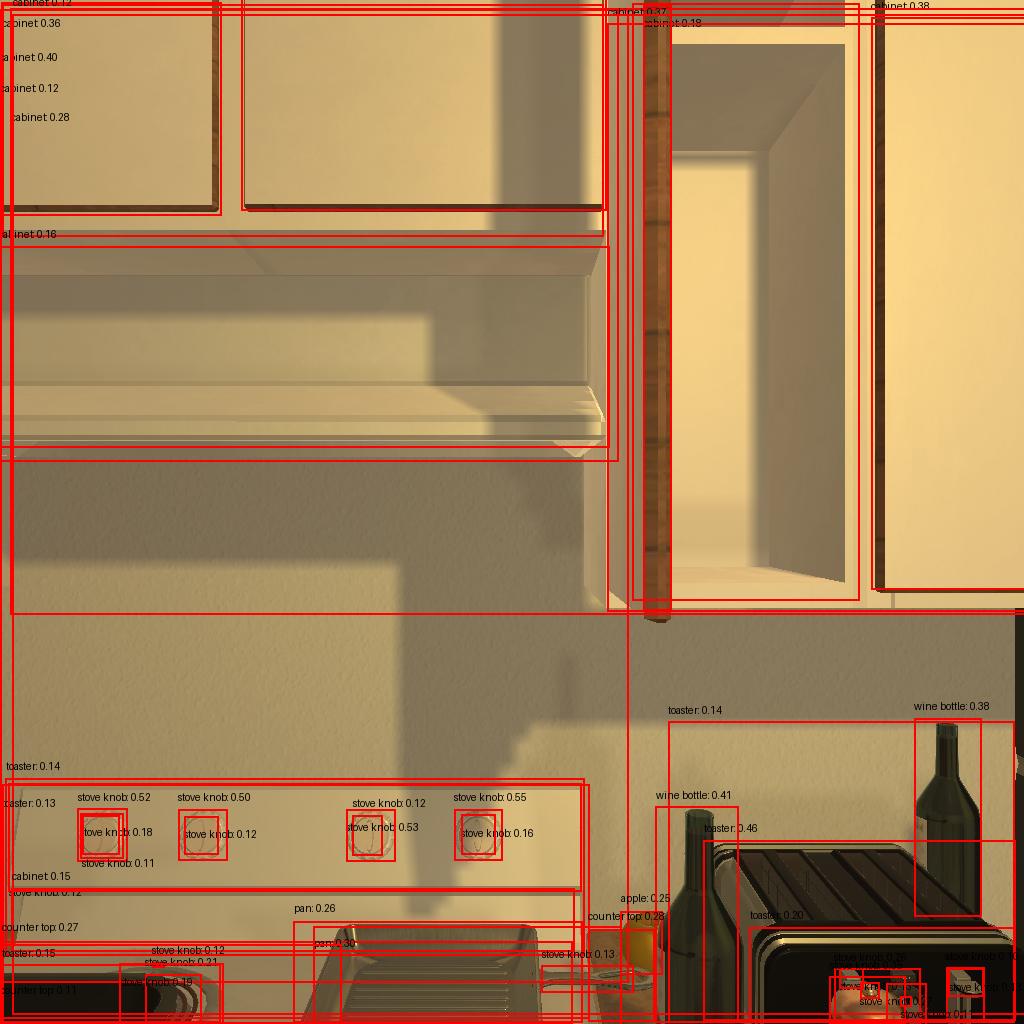 cabinet 0.12
cabinet 0.36
cabinet 0.37
cabinet 0.38
cabinet 0.18
cabinet 0.40
cabinet 0.12
cabinet 0.28
cabinet 0.16
wine bottle: 0.38
toaster: 0.14
toaster: 0.14
wine bottle: 0.41
stove knob: 0.52
stove knob: 0.50
stove knob: 0.12
stove knob: 0.55
toaster: 0.13
stove knob: 0.18
stove knob: 0.12
stove knob: 0.53
stove knob: 0.16
toaster: 0.46
stove knob: 0.11
cabinet 0.15
stove knob: 0.12
apple: 0.25
pan: 0.26
counter top: 0.28
toaster: 0.20
counter top: 0.27
pan: 0.30
toaster: 0.15
stove knob: 0.12
stove knob: 0.13
stove knob: 0.21
stove knob: 0.19
counter top: 0.11